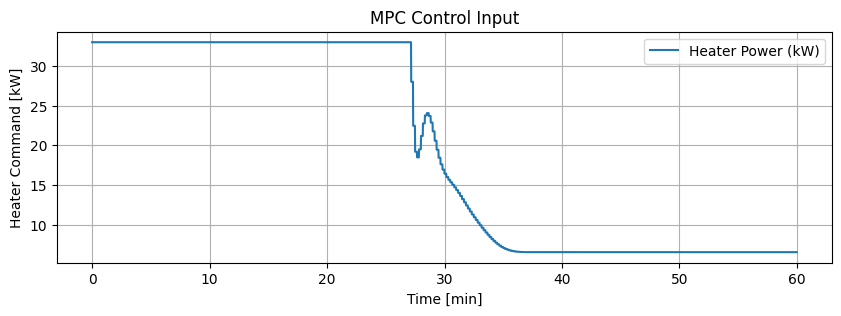 MPC Control Input
Heater Power (kW)
Heater Command [kW]
30
25
20
15
10
0 10 20 30 40 50 60
Time [min]